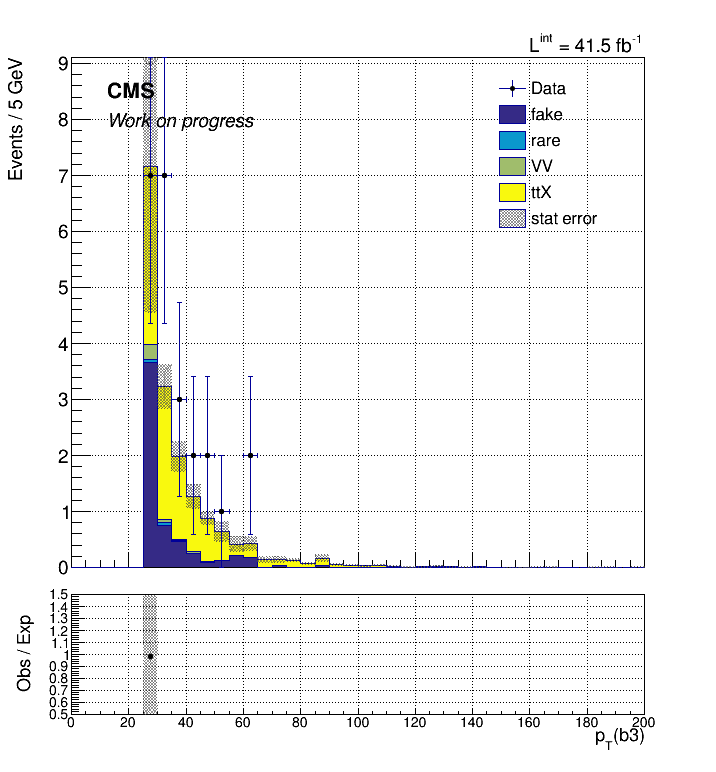 L^int = 41.5 fb^-1
Events / 5 GeV
9
8
7
6
5
4
3
2
1
0
CMS
Work on progress
Data
fake
rare
VV
ttX
stat error
Obs / Exp
1.5
1.4
1.3
1.2
1.1
1
0.9
0.8
0.7
0.6
0.5
0 20 40 60 80 100 120 140 160 180 200
p_T(b3)